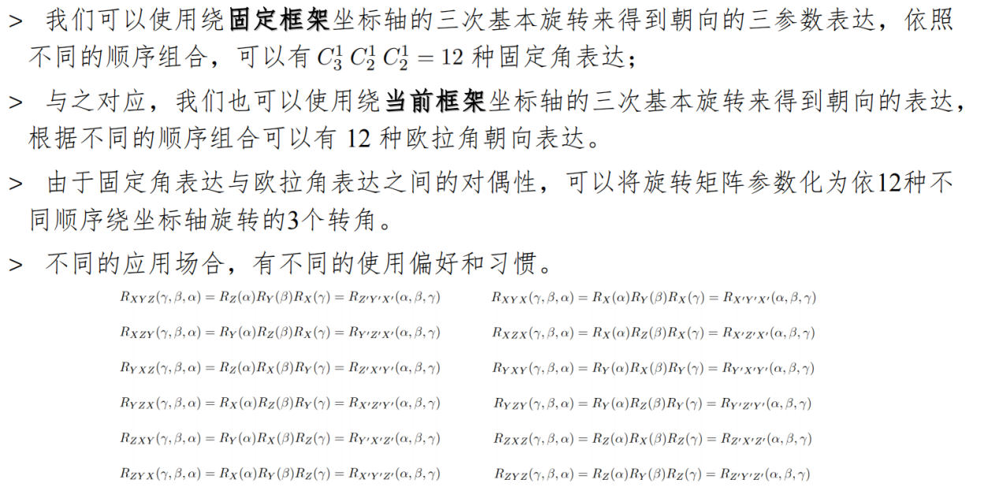 > 我们可以使用绕固定框架坐标轴的三次基本旋转来得到朝向的三参数表达，依照
不同的顺序组合，可以有 $C_3^1 C_2^1 C_2^1 = 12$ 种固定角表达；
> 与之对应，我们也可以使用绕当前框架坐标轴的三次基本旋转来得到朝向的表达，
根据不同的顺序组合可以有 12 种欧拉角朝向表达。
> 由于固定角表达与欧拉角表达之间的对偶性，可以将旋转矩阵参数化为依12种不
同顺序绕坐标轴旋转的3个转角。
> 不同的应用场合，有不同的使用偏好和习惯。
$R_{XYZ}(\gamma,\beta,\alpha) = R_Z(\alpha)R_Y(\beta)R_X(\gamma) = R_{Z'Y'X'}(\alpha,\beta,\gamma)$ $R_{XYX}(\gamma,\beta,\alpha) = R_X(\alpha)R_Y(\beta)R_X(\gamma) = R_{X'Y'X'}(\alpha,\beta,\gamma)$
$R_{XZY}(\gamma,\beta,\alpha) = R_Y(\alpha)R_Z(\beta)R_X(\gamma) = R_{Y'Z'X'}(\alpha,\beta,\gamma)$ $R_{XZX}(\gamma,\beta,\alpha) = R_X(\alpha)R_Z(\beta)R_X(\gamma) = R_{X'Z'X'}(\alpha,\beta,\gamma)$
$R_{YXZ}(\gamma,\beta,\alpha) = R_Z(\alpha)R_X(\beta)R_Y(\gamma) = R_{Z'X'Y'}(\alpha,\beta,\gamma)$ $R_{YXY}(\gamma,\beta,\alpha) = R_Y(\alpha)R_X(\beta)R_Y(\gamma) = R_{Y'X'Y'}(\alpha,\beta,\gamma)$
$R_{YZX}(\gamma,\beta,\alpha) = R_X(\alpha)R_Z(\beta)R_Y(\gamma) = R_{X'Z'Y'}(\alpha,\beta,\gamma)$ $R_{YZY}(\gamma,\beta,\alpha) = R_Y(\alpha)R_Z(\beta)R_Y(\gamma) = R_{Y'Z'Y'}(\alpha,\beta,\gamma)$
$R_{ZXY}(\gamma,\beta,\alpha) = R_Y(\alpha)R_X(\beta)R_Z(\gamma) = R_{Y'X'Z'}(\alpha,\beta,\gamma)$ $R_{ZXZ}(\gamma,\beta,\alpha) = R_Z(\alpha)R_X(\beta)R_Z(\gamma) = R_{Z'X'Z'}(\alpha,\beta,\gamma)$
$R_{ZYX}(\gamma,\beta,\alpha) = R_X(\alpha)R_Y(\beta)R_Z(\gamma) = R_{X'Y'Z'}(\alpha,\beta,\gamma)$ $R_{ZYZ}(\gamma,\beta,\alpha) = R_Z(\alpha)R_Y(\beta)R_Z(\gamma) = R_{Z'Y'Z'}(\alpha,\beta,\gamma)$